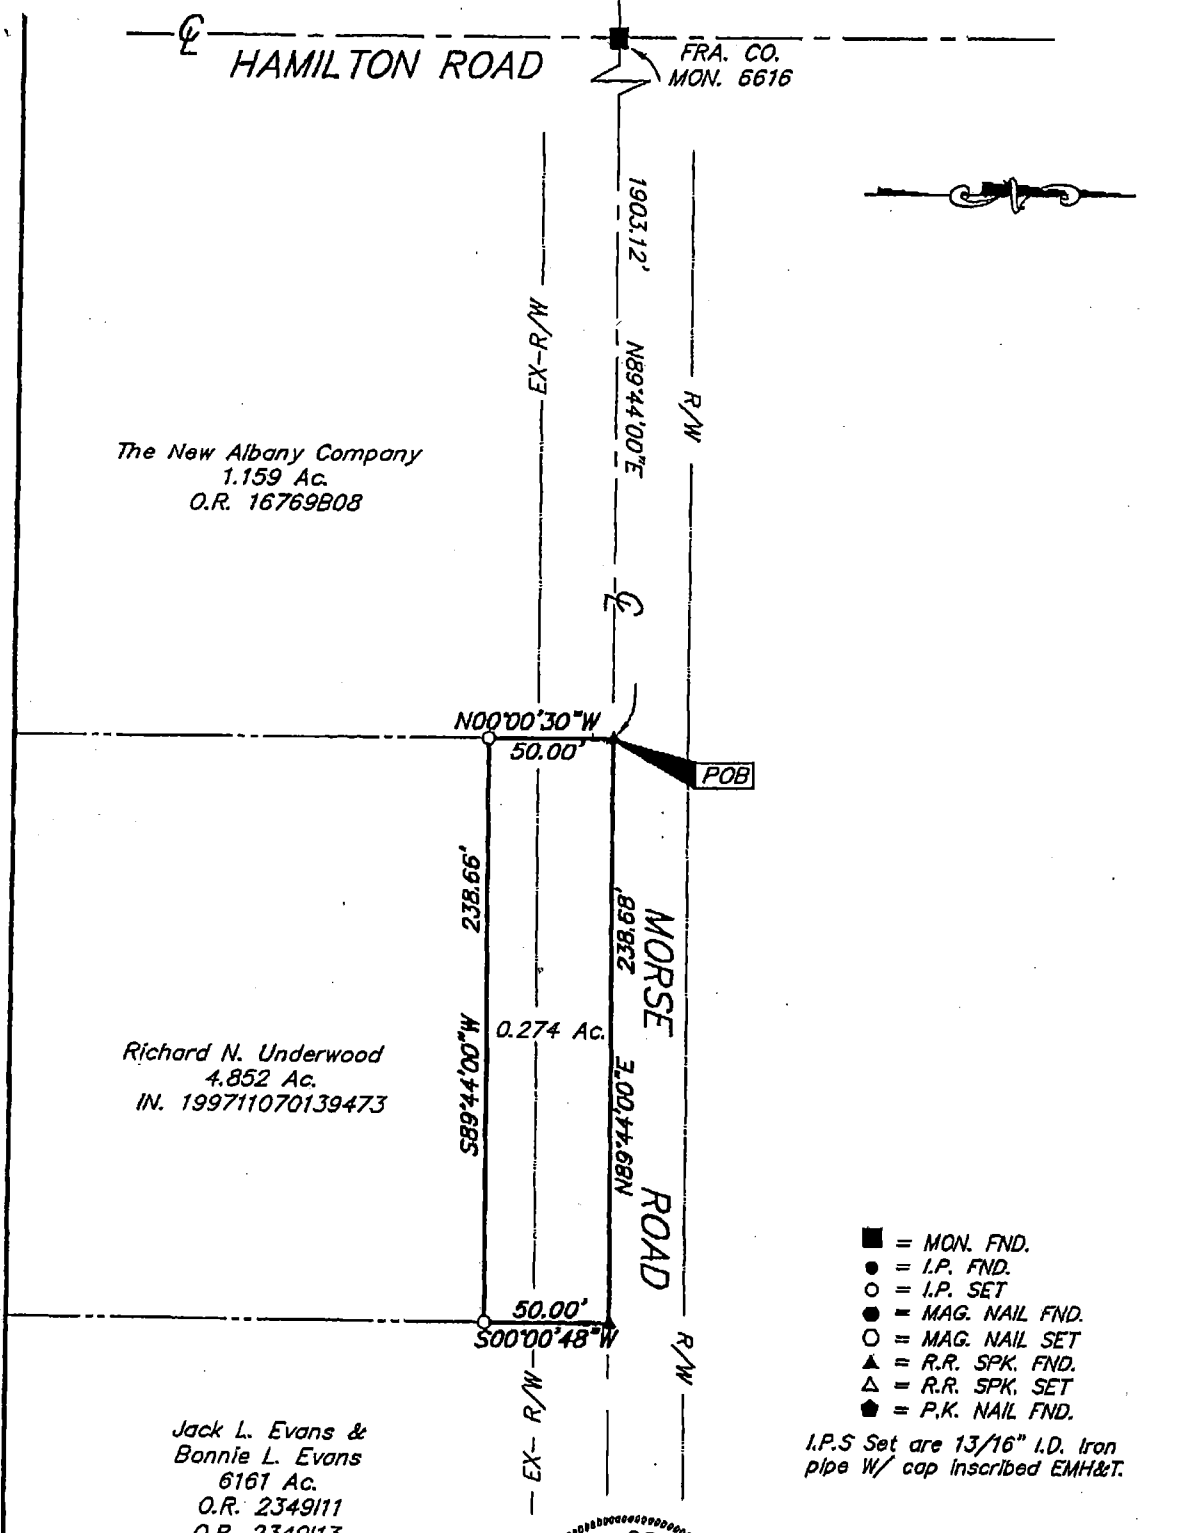 HAMILTON ROAD
FRA. CO.
MON. 6616
1903.12'
N89°44'00"E
EX-R/W
R/W
The New Albany Company
1.159 Ac.
O.R. 16769B08
N00°00'30"W
50.00'
POB
238.66'
S89°44'00"W
0.274 Ac.
238.68'
N89°44'00"E
MORSE ROAD
Richard N. Underwood
4.852 Ac.
IN. 199711070139473
50.00'
S00°00'48"W
EX- R/W
R/W
Jack L. Evans &
Bonnie L. Evans
6161 Ac.
O.R. 2349I11
O.R. 2349I13
= MON. FND.
= I.P. FND.
= I.P. SET
= MAG. NAIL FND.
= MAG. NAIL SET
= R.R. SPK. FND.
= R.R. SPK. SET
= P.K. NAIL FND.
I.P.S Set are 13/16" I.D. Iron
pipe W/ cap Inscribed EMH&T.